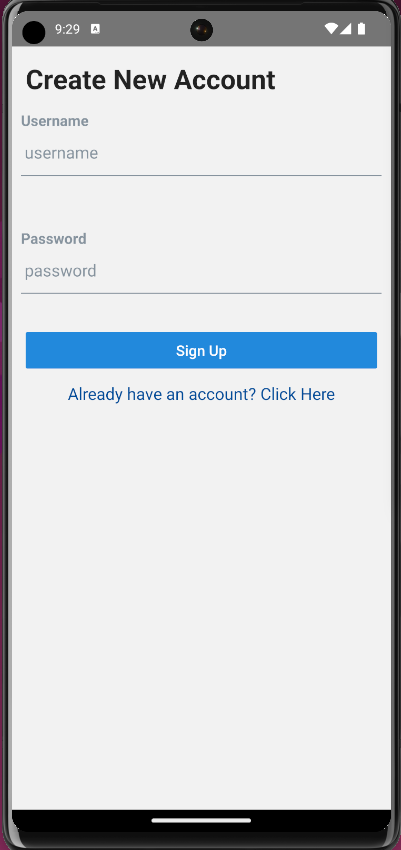 9:29 A
Create New Account
Username
username
Password
password
Sign Up
Already have an account? Click Here